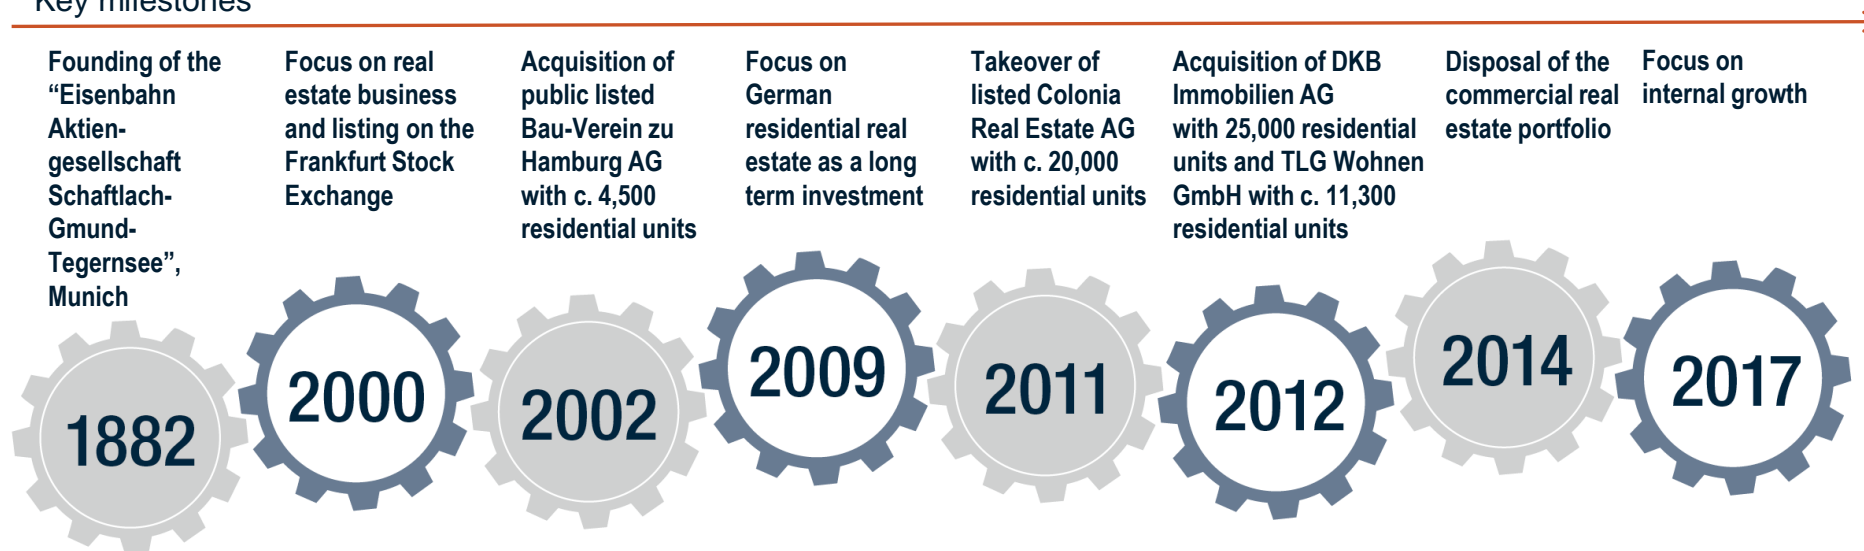 Key milestones
Founding of the
“Eisenbahn
Aktien-
gesellschaft
Schaftlach-
Gmund-
Tegernsee”,
Munich
1882
Focus on real
estate business
and listing on the
Frankfurt Stock
Exchange
2000
Acquisition of
public listed
Bau-Verein zu
Hamburg AG
with c. 4,500
residential units
2002
Focus on
German
residential real
estate as a long
term investment
2009
Takeover of
listed Colonia
Real Estate AG
with c. 20,000
residential units
2011
Acquisition of DKB
Immobilien AG
with 25,000 residential
units and TLG Wohnen
GmbH with c. 11,300
residential units
2012
Disposal of the
commercial real
estate portfolio
2014
Focus on
internal growth
2017